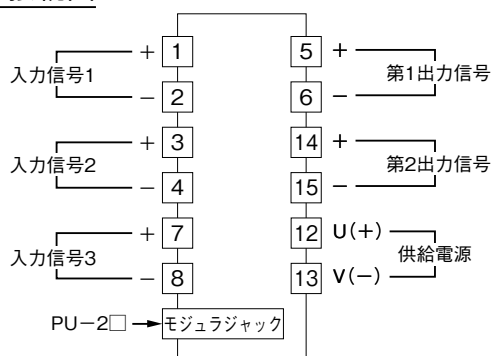 + 1
入力信号1
− 2
+ 3
入力信号2
− 4
+ 7
入力信号3
− 8
PU−2□ → モジュラジャック
5 +
第1出力信号
6 −
14 +
第2出力信号
15 −
12 U(+)
供給電源
13 V(−)